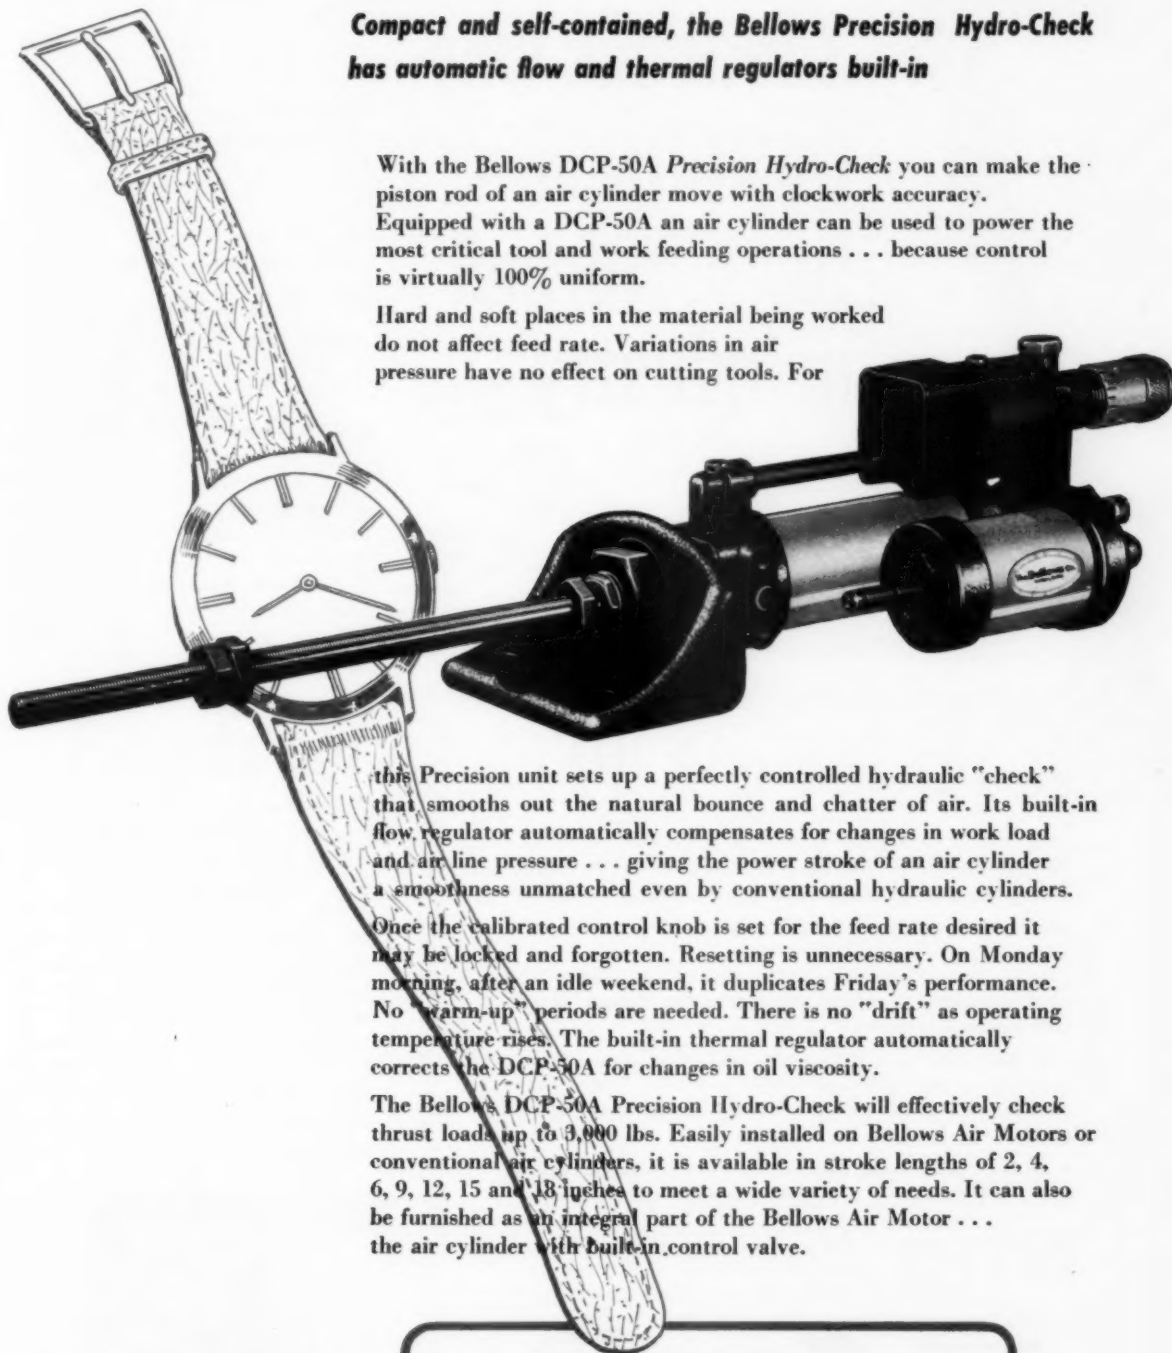 Compact and self-contained, the Bellows Precision Hydro-Check
has automatic flow and thermal regulators built-in
With the Bellows DCP-50A Precision Hydro-Check you can make the
piston rod of an air cylinder move with clockwork accuracy.
Equipped with a DCP-50A an air cylinder can be used to power the
most critical tool and work feeding operations . . . because control
is virtually 100% uniform.
Hard and soft places in the material being worked
do not affect feed rate. Variations in air
pressure have no effect on cutting tools. For
The Bellows Co.
this Precision unit sets up a perfectly controlled hydraulic "check"
that smooths out the natural bounce and chatter of air. Its built-in
flow regulator automatically compensates for changes in work load
and air line pressure . . . giving the power stroke of an air cylinder
a smoothness unmatched even by conventional hydraulic cylinders.
Once the calibrated control knob is set for the feed rate desired it
may be locked and forgotten. Resetting is unnecessary. On Monday
morning, after an idle weekend, it duplicates Friday's performance.
No "warm-up" periods are needed. There is no "drift" as operating
temperature rises. The built-in thermal regulator automatically
corrects the DCP-50A for changes in oil viscosity.
The Bellows DCP-50A Precision Hydro-Check will effectively check
thrust loads up to 3,000 lbs. Easily installed on Bellows Air Motors or
conventional air cylinders, it is available in stroke lengths of 2, 4,
6, 9, 12, 15 and 18 inches to meet a wide variety of needs. It can also
be furnished as an integral part of the Bellows Air Motor . . .
the air cylinder with built-in control valve.